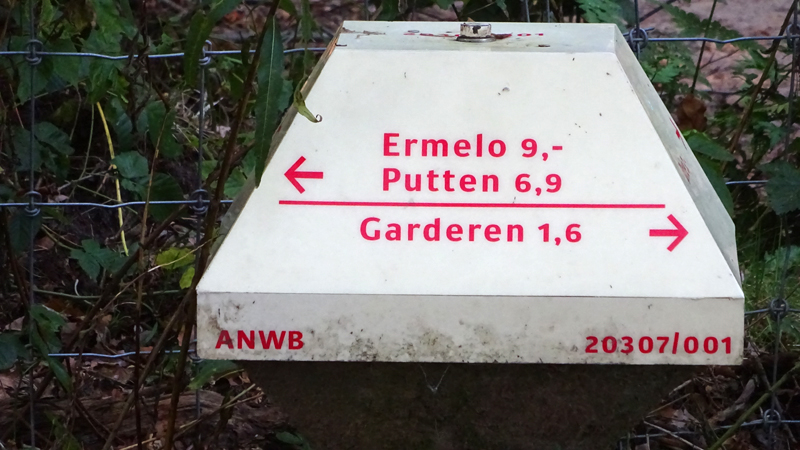 Ermelo 9,-
← Putten 6,9
Garderen 1,6 →
ANWB 20307/001